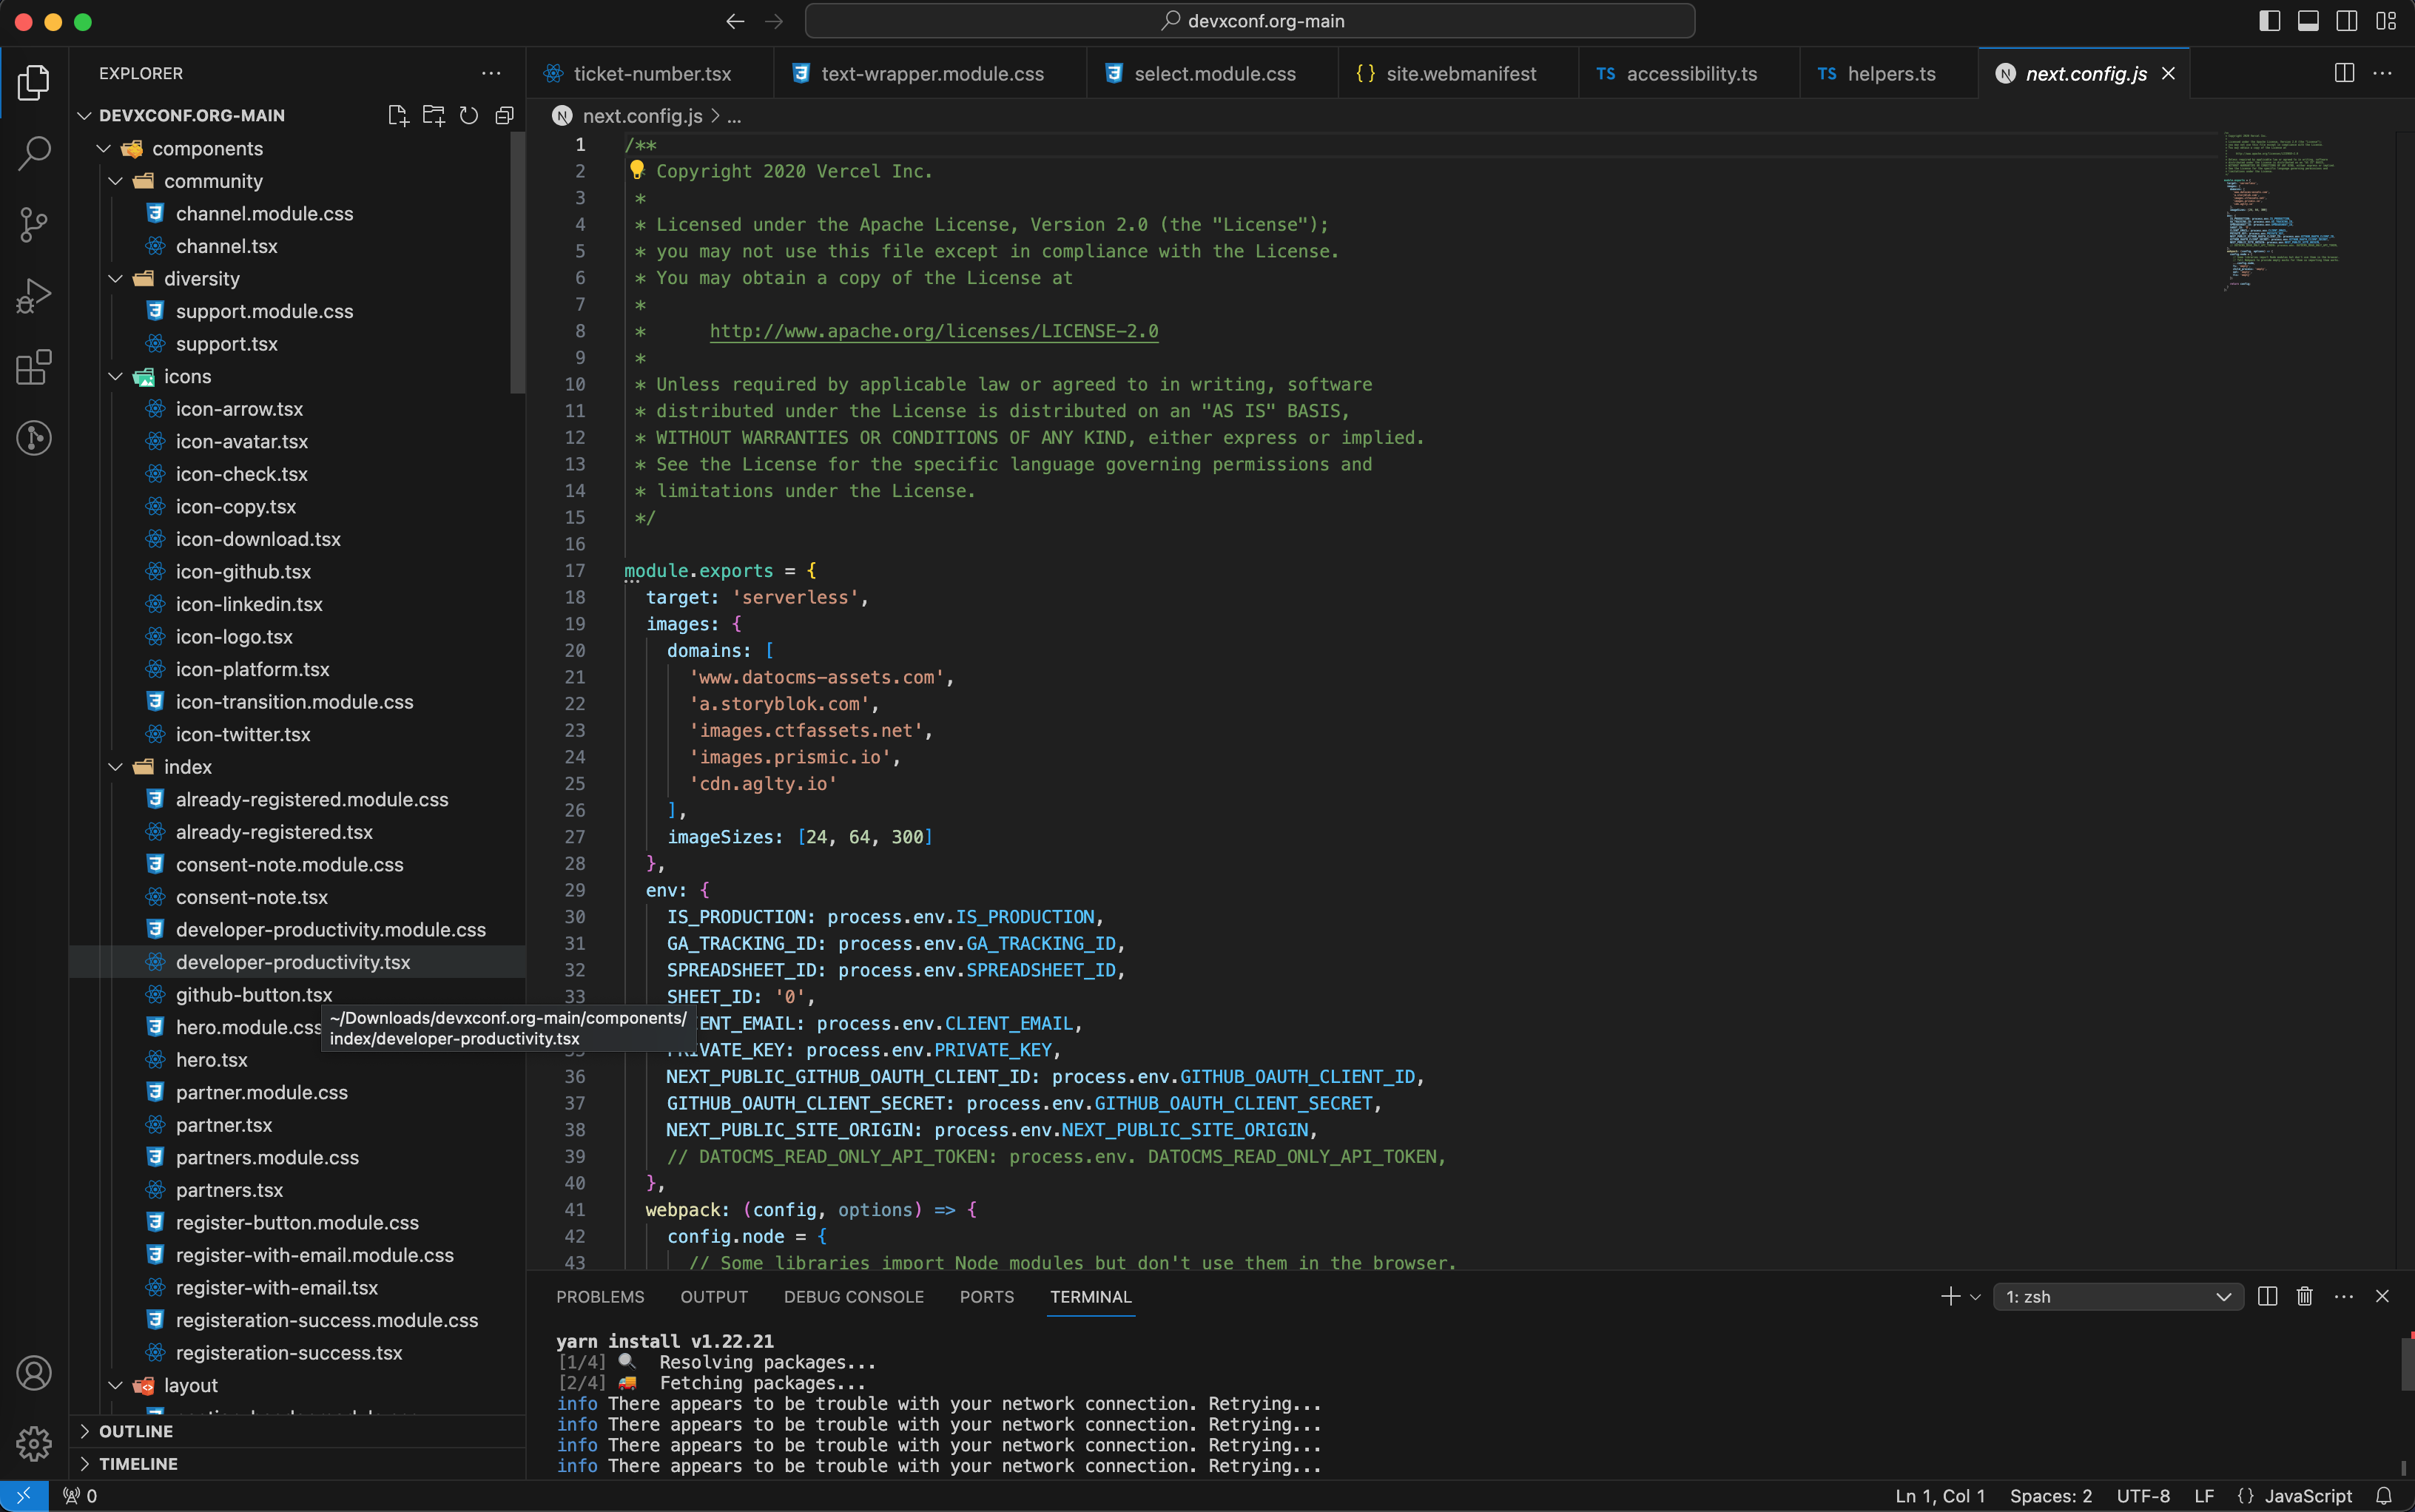 devxconf.org-main
EXPLORER
DEVXCONF.ORG-MAIN
components
community
channel.module.css
channel.tsx
diversity
support.module.css
support.tsx
icons
icon-arrow.tsx
icon-avatar.tsx
icon-check.tsx
icon-copy.tsx
icon-download.tsx
icon-github.tsx
icon-linkedin.tsx
icon-logo.tsx
icon-platform.tsx
icon-transition.module.css
icon-twitter.tsx
index
already-registered.module.css
already-registered.tsx
consent-note.module.css
consent-note.tsx
developer-productivity.module.css
developer-productivity.tsx
github-button.tsx
hero.module.css
hero.tsx
partner.module.css
partner.tsx
partners.module.css
partners.tsx
register-button.module.css
register-with-email.module.css
register-with-email.tsx
registeration-success.module.css
registeration-success.tsx
layout
OUTLINE
TIMELINE
~/Downloads/devxconf.org-main/components/
index/developer-productivity.tsx
ticket-number.tsx
text-wrapper.module.css
select.module.css
{} site.webmanifest
TS accessibility.ts
TS helpers.ts
N next.config.js
N next.config.js > ...
1 /**
2 Copyright 2020 Vercel Inc.
3 *
4 * Licensed under the Apache License, Version 2.0 (the "License");
5 * you may not use this file except in compliance with the License.
6 * You may obtain a copy of the License at
7 *
8 * http://www.apache.org/licenses/LICENSE-2.0
9 *
10 * Unless required by applicable law or agreed to in writing, software
11 * distributed under the License is distributed on an "AS IS" BASIS,
12 * WITHOUT WARRANTIES OR CONDITIONS OF ANY KIND, either express or implied.
13 * See the License for the specific language governing permissions and
14 * limitations under the License.
15 */
16
17 module.exports = {
18 target: 'serverless',
19 images: {
20 domains: [
21 'www.datocms-assets.com',
22 'a.storyblok.com',
23 'images.ctfassets.net',
24 'images.prismic.io',
25 'cdn.aglty.io'
26 ],
27 imageSizes: [24, 64, 300]
28 },
29 env: {
30 IS_PRODUCTION: process.env.IS_PRODUCTION,
31 GA_TRACKING_ID: process.env.GA_TRACKING_ID,
32 SPREADSHEET_ID: process.env.SPREADSHEET_ID,
33 SHEET_ID: '0',
ENT_EMAIL: process.env.CLIENT_EMAIL,
PRIVATE_KEY: process.env.PRIVATE_KEY,
36 NEXT_PUBLIC_GITHUB_OAUTH_CLIENT_ID: process.env.GITHUB_OAUTH_CLIENT_ID,
37 GITHUB_OAUTH_CLIENT_SECRET: process.env.GITHUB_OAUTH_CLIENT_SECRET,
38 NEXT_PUBLIC_SITE_ORIGIN: process.env.NEXT_PUBLIC_SITE_ORIGIN,
39 // DATOCMS_READ_ONLY_API_TOKEN: process.env. DATOCMS_READ_ONLY_API_TOKEN,
40 },
41 webpack: (config, options) => {
42 config.node = {
43 // Some libraries import Node modules but don't use them in the browser.
PROBLEMS
OUTPUT
DEBUG CONSOLE
PORTS
TERMINAL
1: zsh
yarn install v1.22.21
[1/4] Resolving packages...
[2/4] Fetching packages...
info There appears to be trouble with your network connection. Retrying...
info There appears to be trouble with your network connection. Retrying...
info There appears to be trouble with your network connection. Retrying...
info There appears to be trouble with your network connection. Retrying...
0
Ln 1, Col 1
Spaces: 2
UTF-8
LF
{} JavaScript